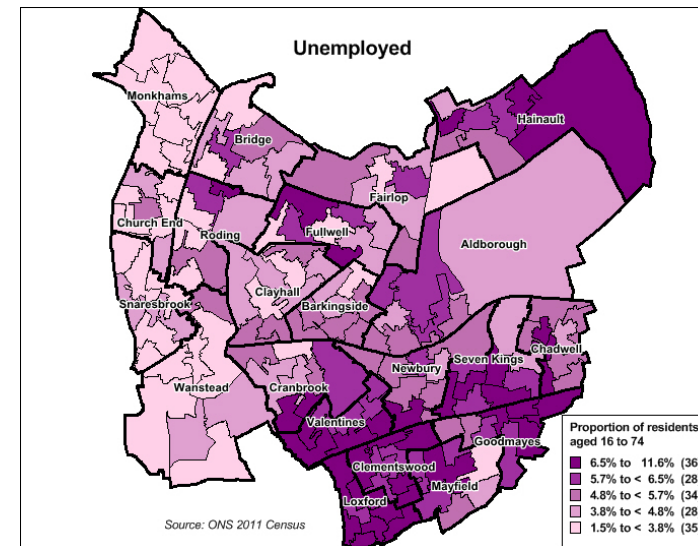 Unemployed
Monkhams
Hainault
Bridge
Fairlop
Church End
Roding
Fullwell
Aldborough
Clayhall
Snaresbrook
Barkingside
Chadwell
Seven Kings
Newbury
Wanstead
Cranbrook
Valentines
Goodmayes
Clementswood
Mayfield
Loxford
Proportion of residents
aged 16 to 74
6.5% to 11.6% (36
5.7% to < 6.5% (28
4.8% to < 5.7% (34
3.8% to < 4.8% (28
1.5% to < 3.8% (35
Source: ONS 2011 Census